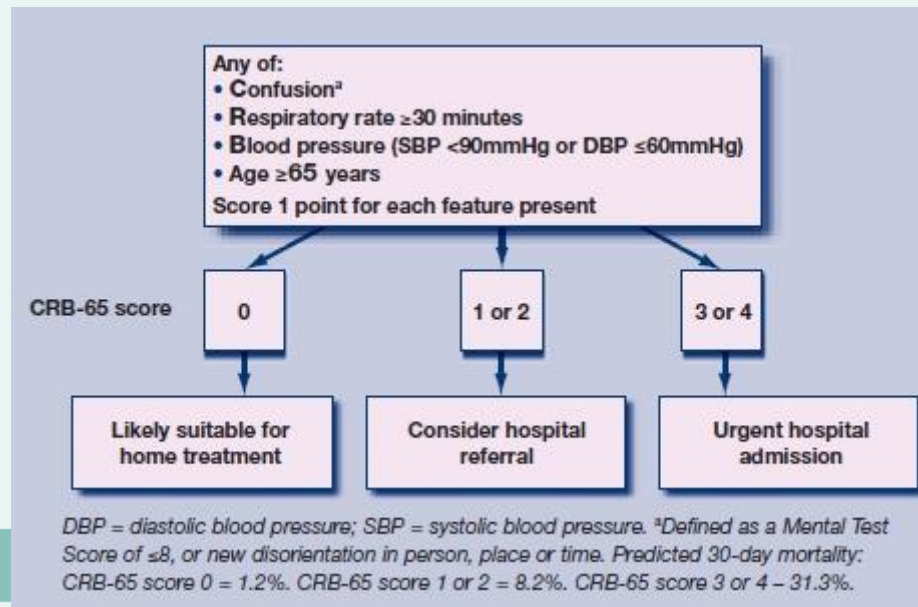 Any of:
• Confusionª
• Respiratory rate ≥30 minutes
• Blood pressure (SBP <90mmHg or DBP ≤60mmHg)
• Age ≥65 years
Score 1 point for each feature present
CRB-65 score
0
1 or 2
3 or 4
Likely suitable for
home treatment
Consider hospital
referral
Urgent hospital
admission
DBP = diastolic blood pressure; SBP = systolic blood pressure. ªDefined as a Mental Test
Score of ≤8, or new disorientation in person, place or time. Predicted 30-day mortality:
CRB-65 score 0 = 1.2%. CRB-65 score 1 or 2 = 8.2%. CRB-65 score 3 or 4 – 31.3%.